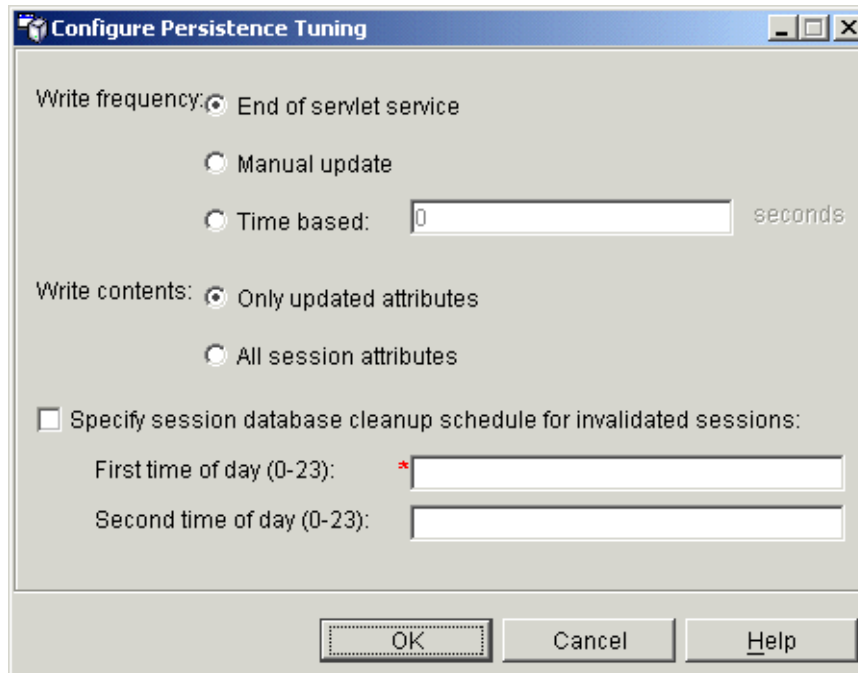 Configure Persistence Tuning
Write frequency: End of servlet service
Manual update
Time based: 0 seconds
Write contents: Only updated attributes
All session attributes
Specify session database cleanup schedule for invalidated sessions:
First time of day (0-23): *
Second time of day (0-23):
OK Cancel Help